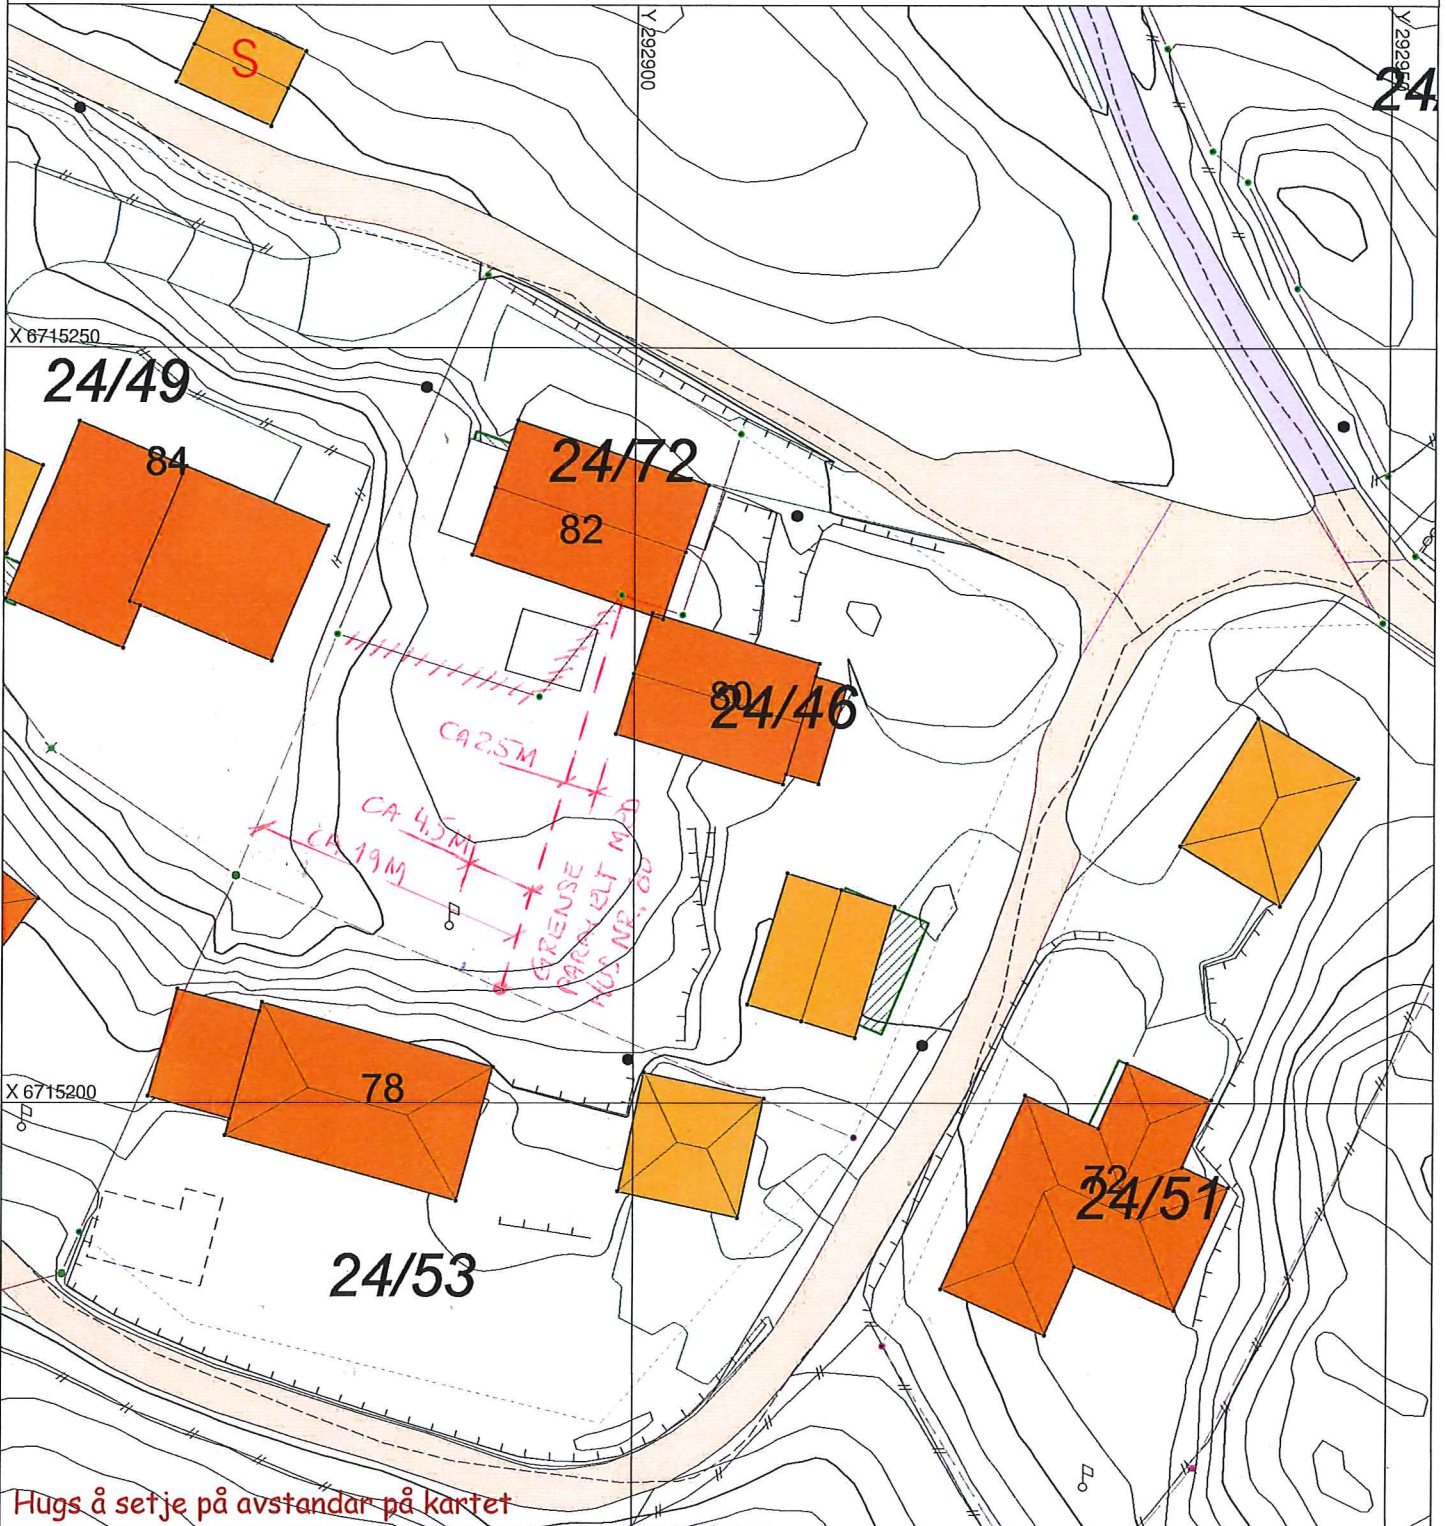 S
Y 292900
Y 292950
24/
X 6715250
24/49
84
24/72
82
80
24/46
CA 2.5M
CA 4.5M
CA 19M
GRENSE
PARALELT MED
HUS NR.: 80
X 6715200
78
72
24/51
24/53
Hugs å setje på avstandar på kartet